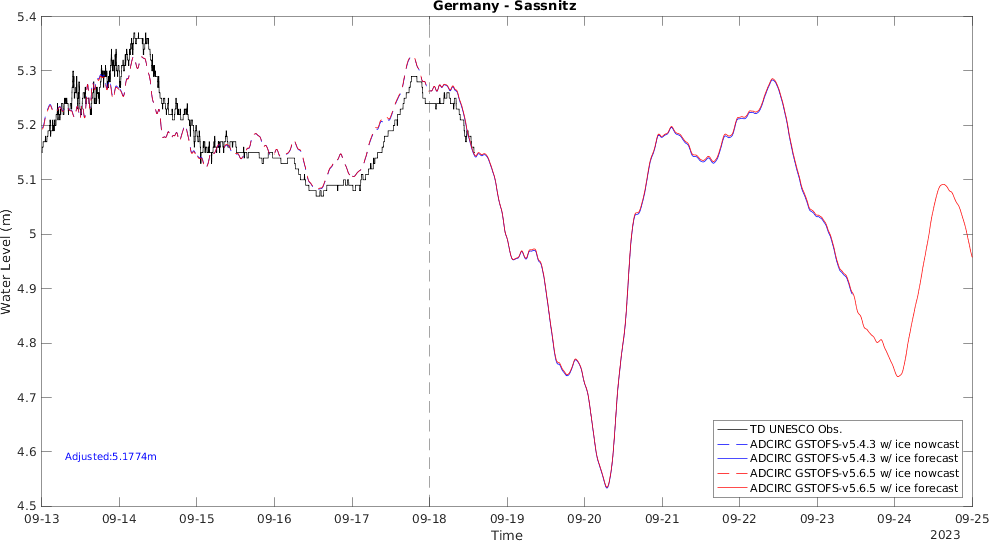 Germany - Sassnitz
5.4
5.3
5.2
5.1
5
4.9
4.8
4.7
4.6
4.5
Water Level (m)
Adjusted:5.1774m
TD UNESCO Obs.
ADCIRC GSTOFS-v5.4.3 w/ ice nowcast
ADCIRC GSTOFS-v5.4.3 w/ ice forecast
ADCIRC GSTOFS-v5.6.5 w/ ice nowcast
ADCIRC GSTOFS-v5.6.5 w/ ice forecast
09-13 09-14 09-15 09-16 09-17 09-18 09-19 09-20 09-21 09-22 09-23 09-24 09-25
Time
2023